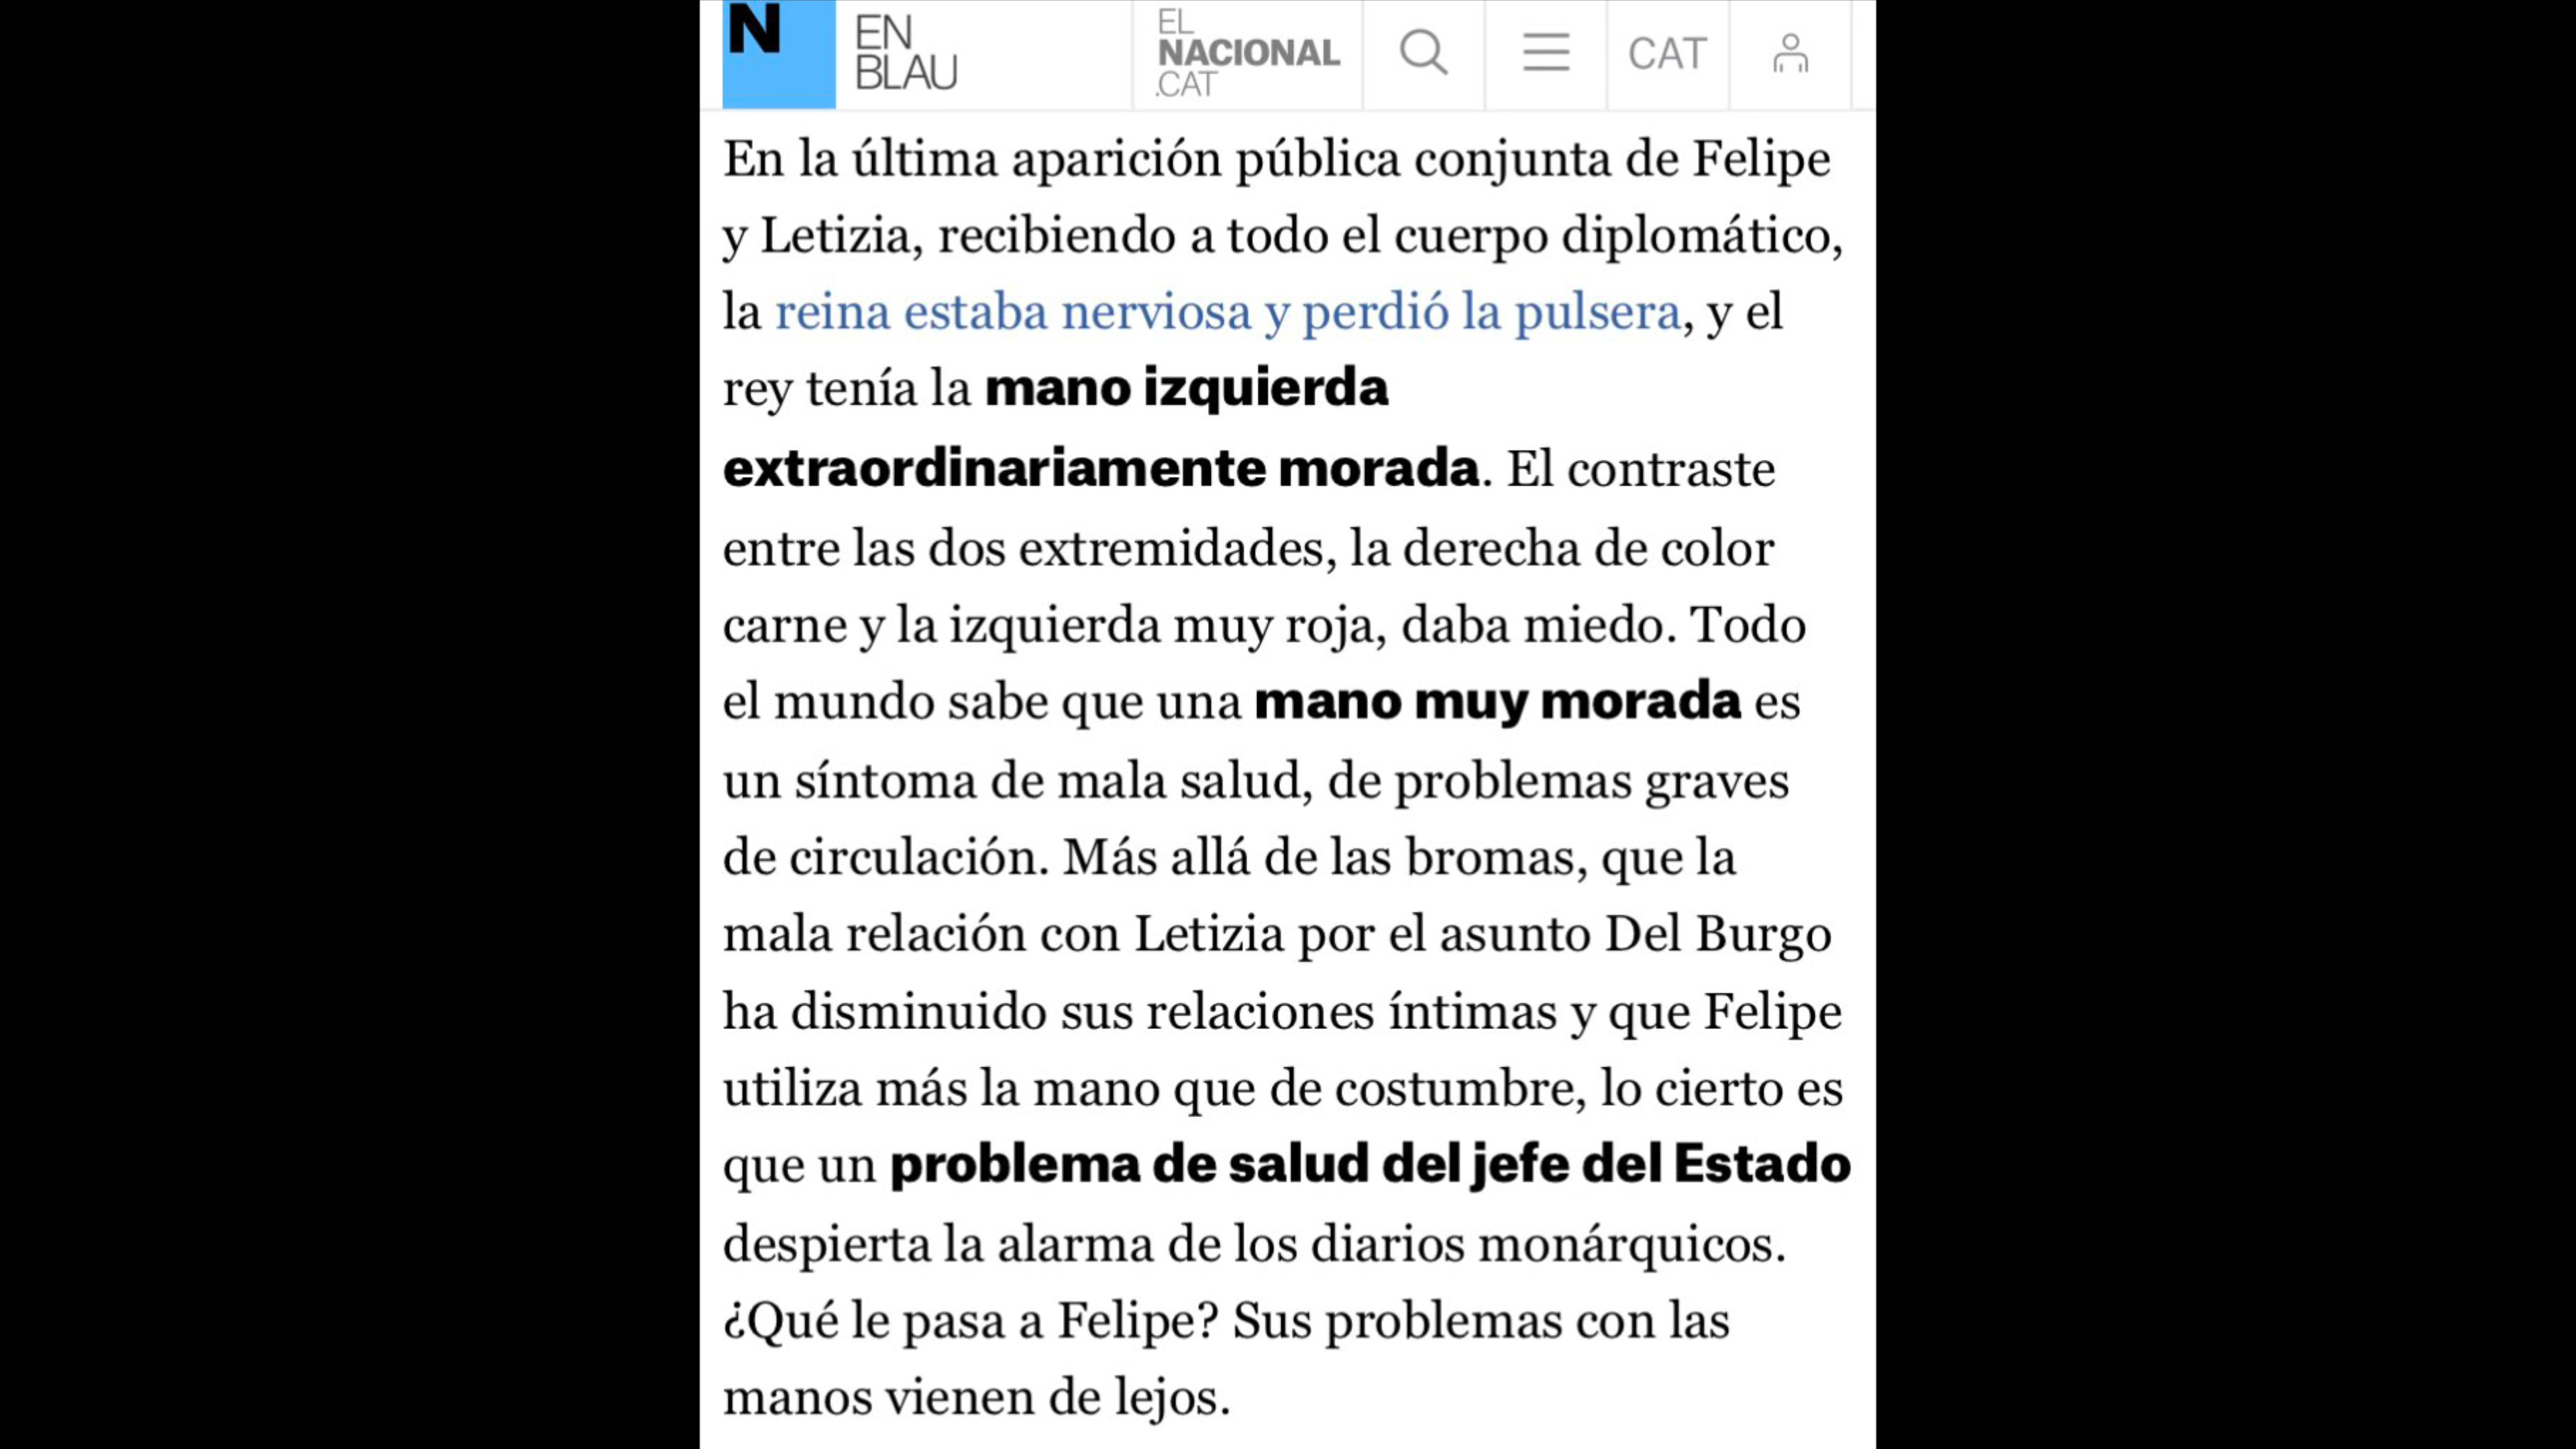 N
EN
BLAU
EL
NACIONAL
.CAT
CAT
En la última aparición pública conjunta de Felipe
y Letizia, recibiendo a todo el cuerpo diplomático,
la reina estaba nerviosa y perdió la pulsera, y el
rey tenía la mano izquierda
extraordinariamente morada. El contraste
entre las dos extremidades, la derecha de color
carne y la izquierda muy roja, daba miedo. Todo
el mundo sabe que una mano muy morada es
un síntoma de mala salud, de problemas graves
de circulación. Más allá de las bromas, que la
mala relación con Letizia por el asunto Del Burgo
ha disminuido sus relaciones íntimas y que Felipe
utiliza más la mano que de costumbre, lo cierto es
que un problema de salud del jefe del Estado
despierta la alarma de los diarios monárquicos.
¿Qué le pasa a Felipe? Sus problemas con las
manos vienen de lejos.